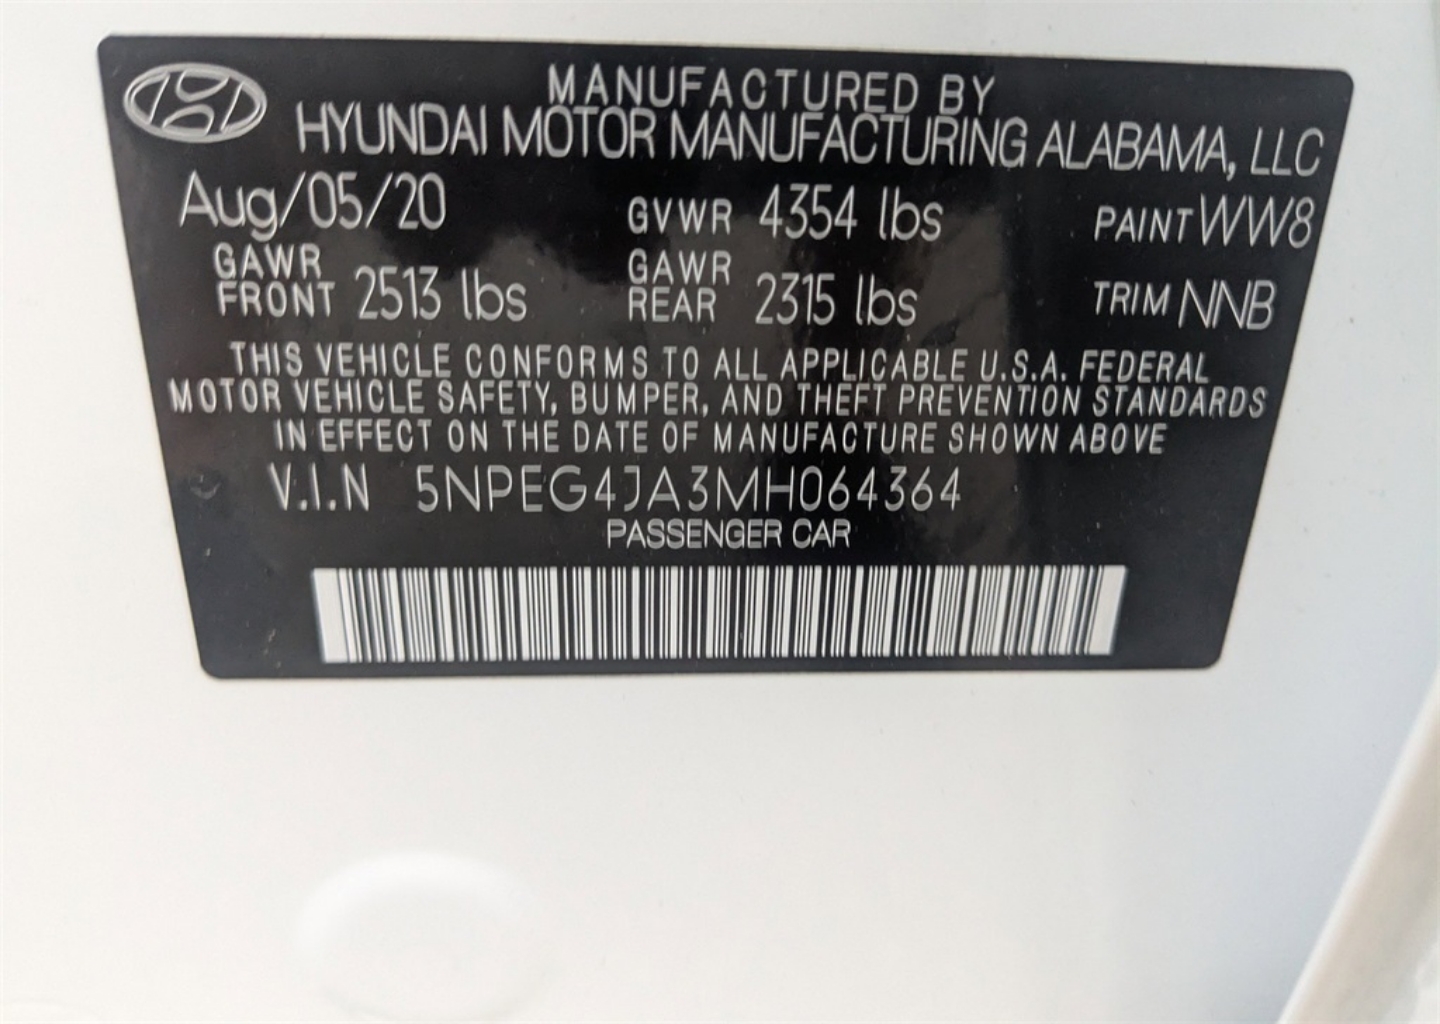 MANUFACTURED BY
HYUNDAI MOTOR MANUFACTURING ALABAMA, LLC
Aug/05/20 GVWR 4354 lbs PAINT WW8
GAWR FRONT 2513 lbs GAWR REAR 2315 lbs TRIM NNB
THIS VEHICLE CONFORMS TO ALL APPLICABLE U.S.A. FEDERAL
MOTOR VEHICLE SAFETY, BUMPER, AND THEFT PREVENTION STANDARDS
IN EFFECT ON THE DATE OF MANUFACTURE SHOWN ABOVE
V.I.N 5NPEG4JA3MH064364
PASSENGER CAR